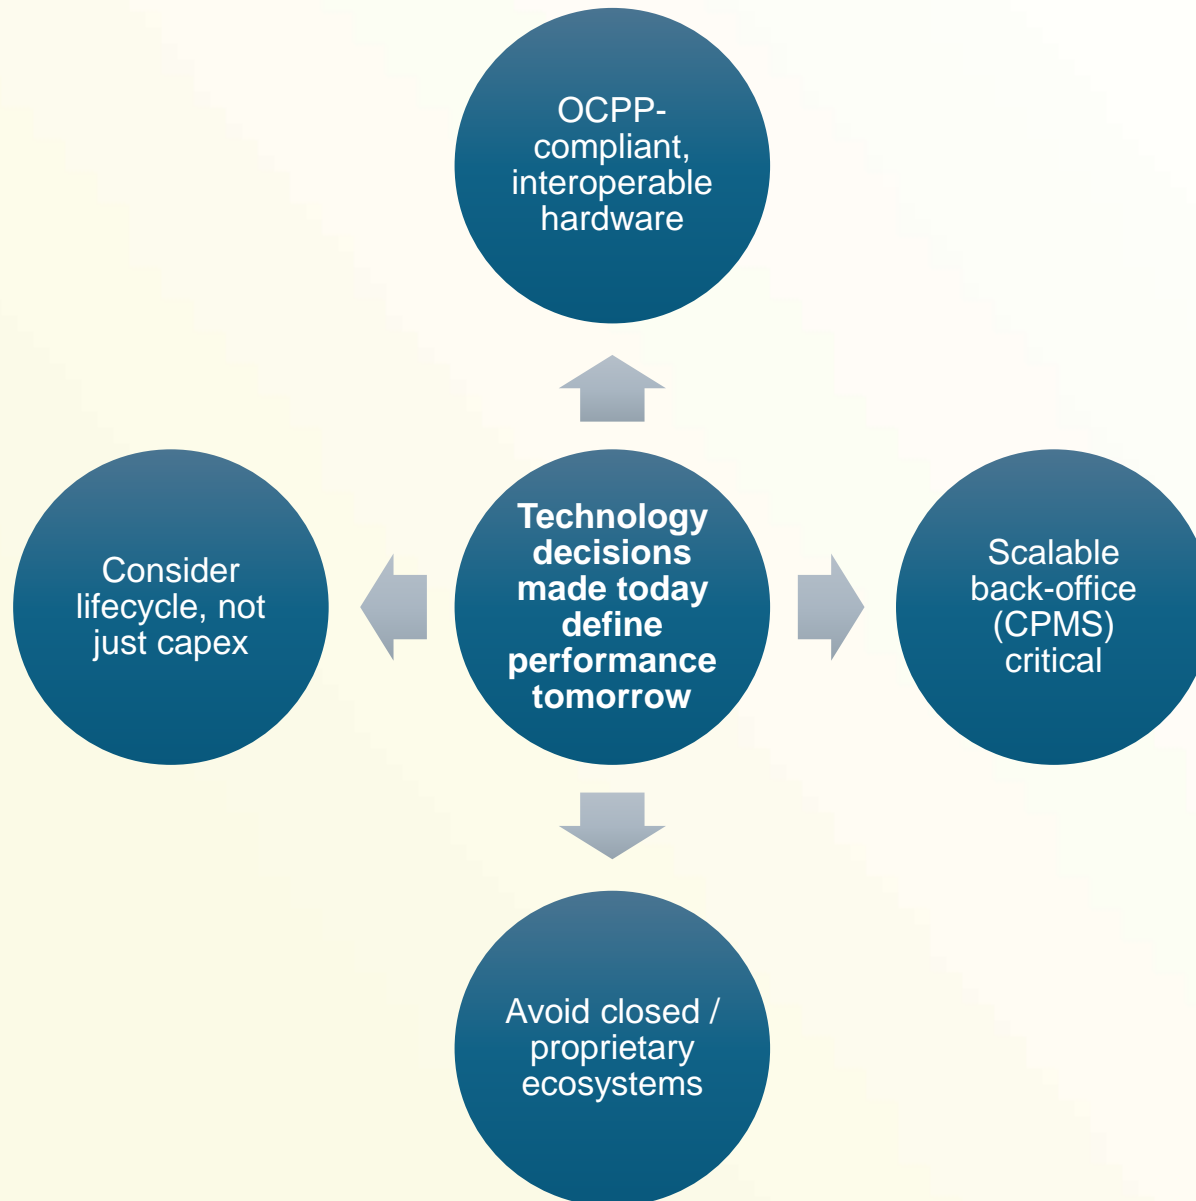 OCPP-
compliant,
interoperable
hardware
Consider
lifecycle, not
just capex
Technology
decisions
made today
define
performance
tomorrow
Scalable
back-office
(CPMS)
critical
Avoid closed /
proprietary
ecosystems